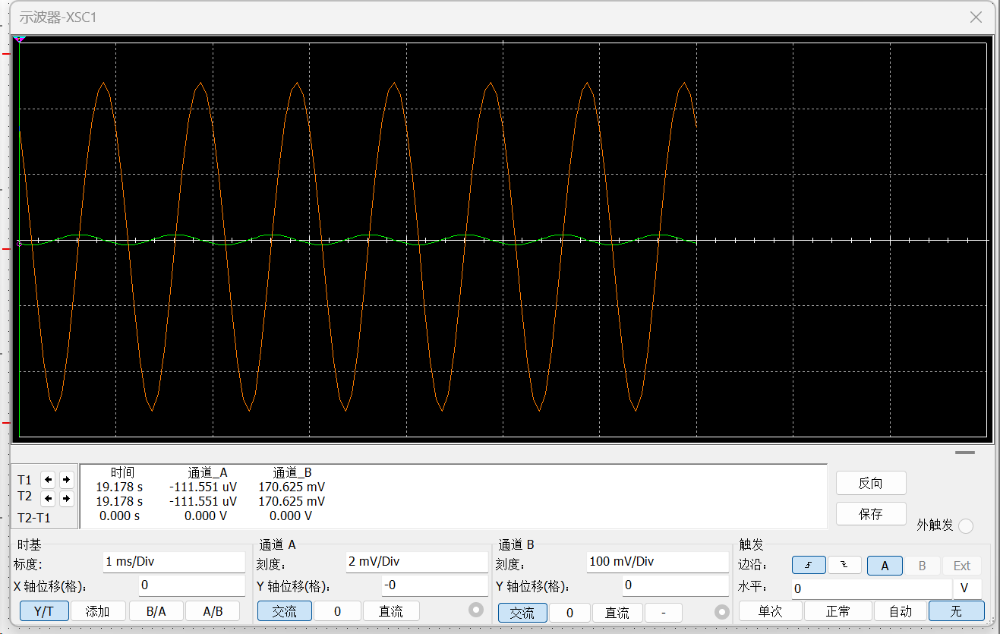 示波器-XSC1
时间 通道_A 通道_B
T1 19.178 s -111.551 uV 170.625 mV
T2 19.178 s -111.551 uV 170.625 mV
T2-T1 0.000 s 0.000 V 0.000 V
反向
保存
外触发
时基
标度: 1 ms/Div
X 轴位移(格): 0
Y/T 添加 B/A A/B
通道 A
刻度: 2 mV/Div
Y 轴位移(格): -0
交流 0 直流
通道 B
刻度: 100 mV/Div
Y 轴位移(格): 0
交流 0 直流 -
触发
边沿: A B Ext
水平: 0 V
单次 正常 自动 无